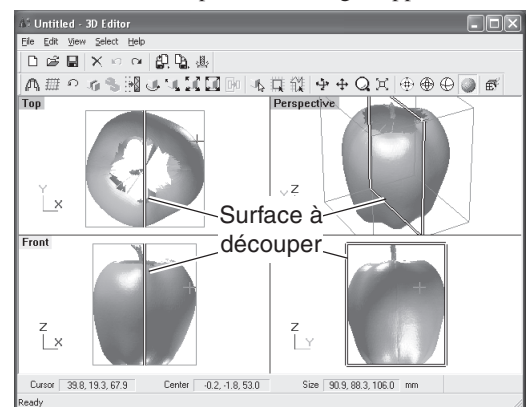 Untitled - 3D Editor
File Edit View Select Help
Top
Perspective
Y
X
Z
Surface à
découper
Front
Z
X
Z
Y
Cursor 39.8, 19.3, 67.9 Center -0.2, -1.8, 53.0 Size 90.9, 88.3, 106.0 mm
Ready